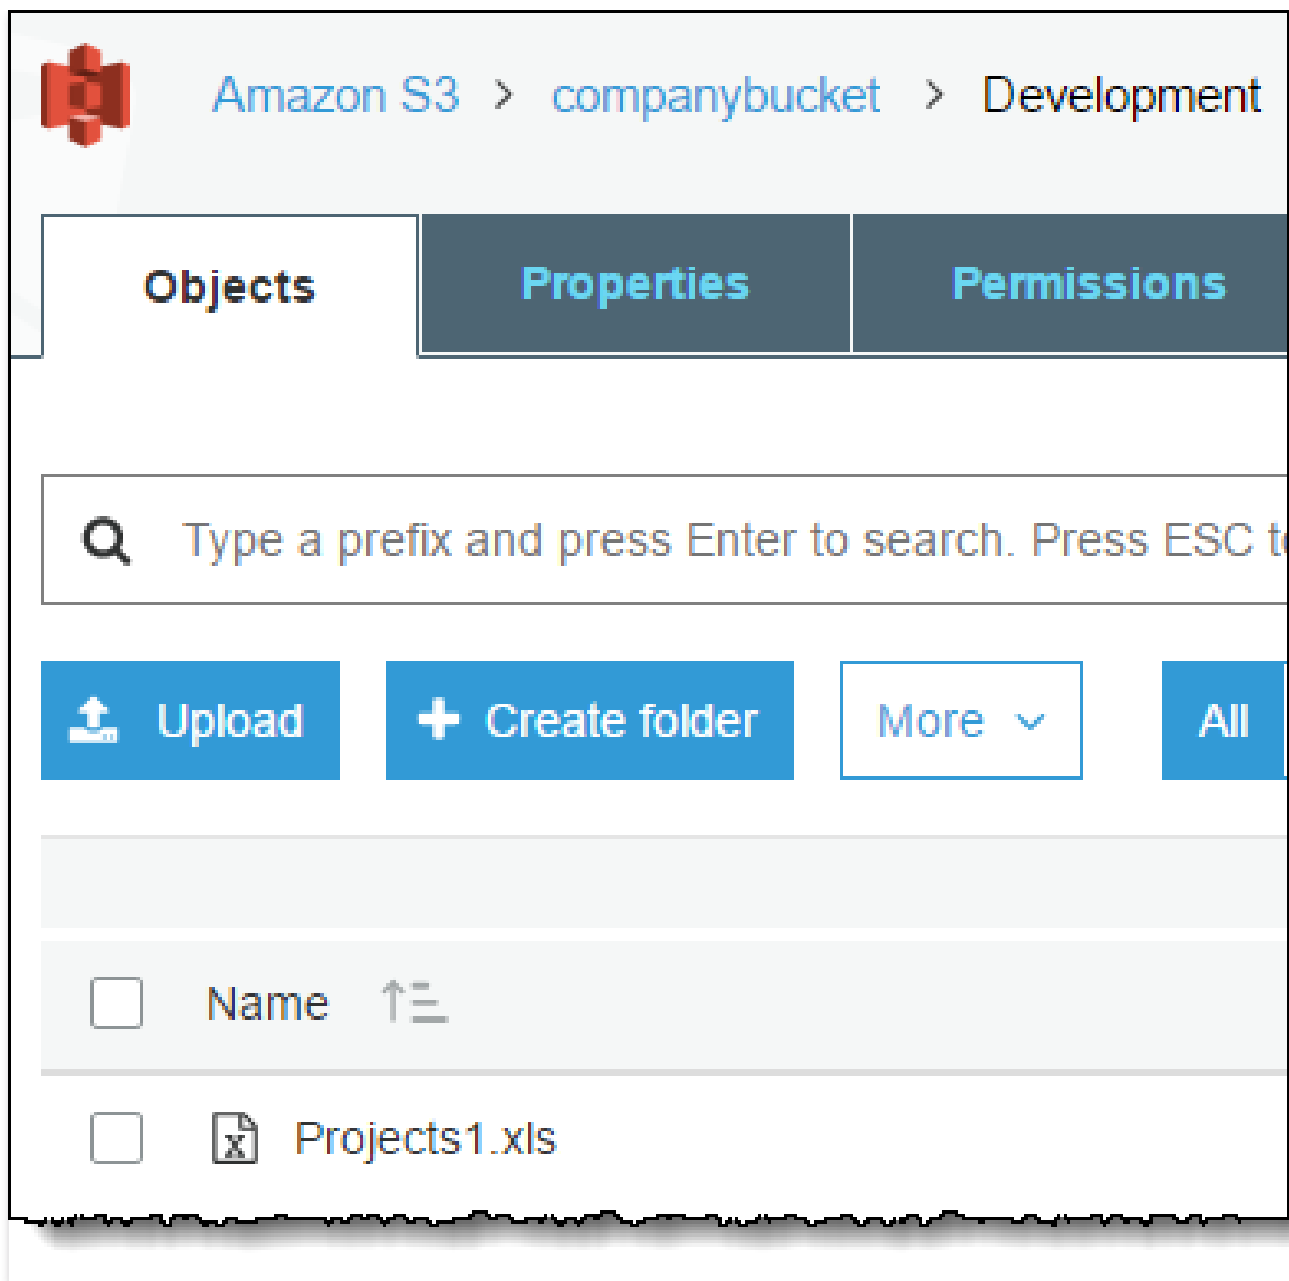 Amazon S3 > companybucket > Development
Objects Properties Permissions
Type a prefix and press Enter to search. Press ESC
Upload Create folder More All
Name
Projects1.xls